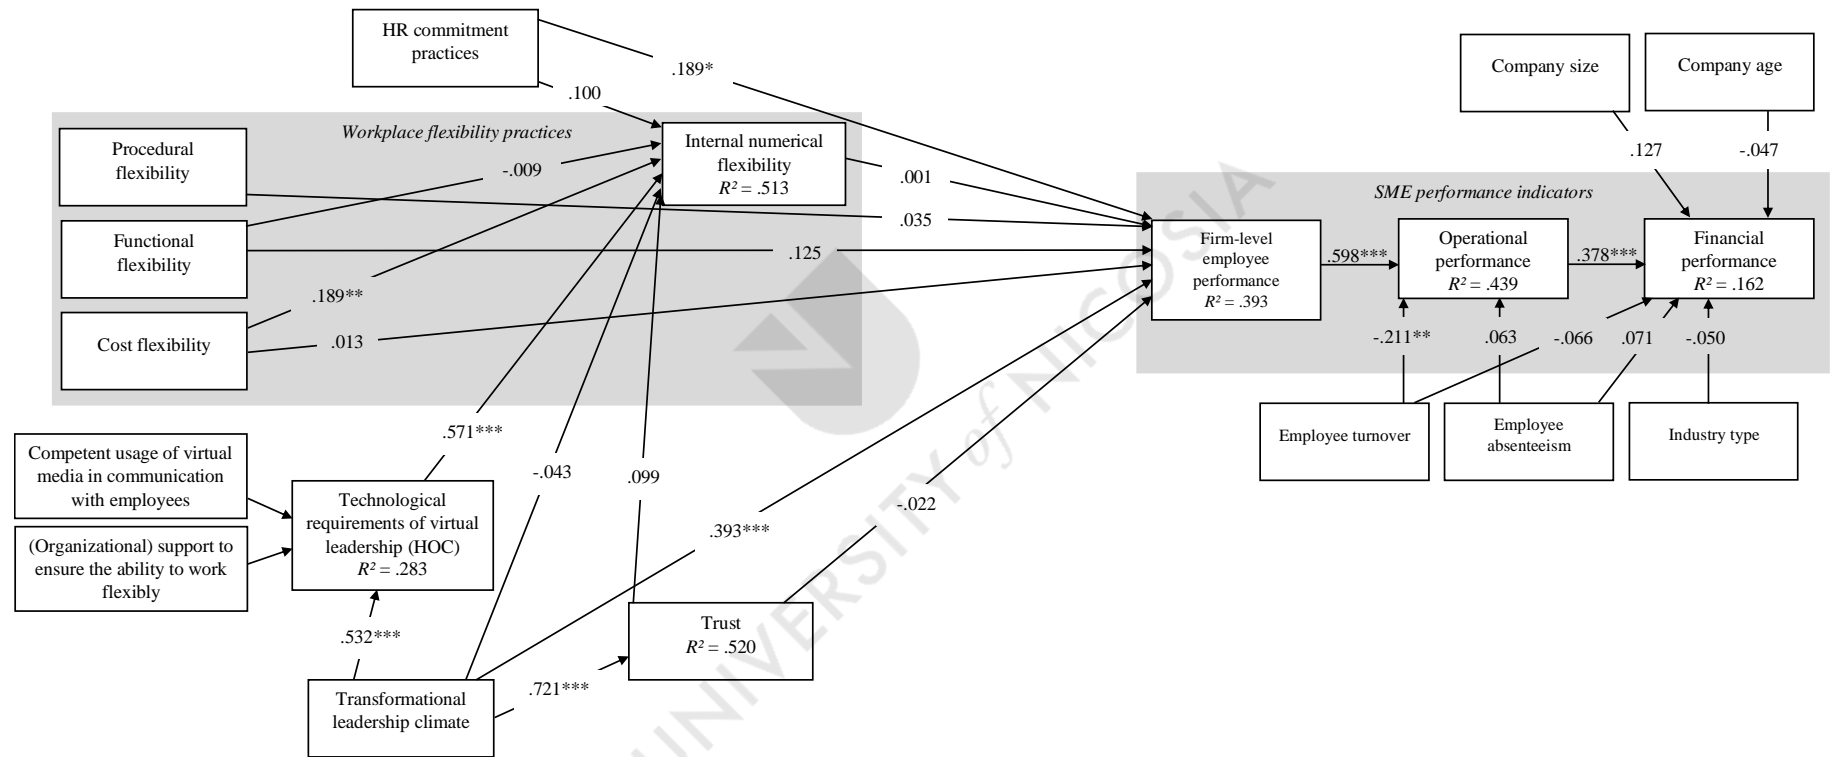 HR commitment
practices
.189*
.100
Company size
Company age
.127
-.047
Workplace flexibility practices
Procedural
flexibility
Functional
flexibility
Cost flexibility
-.009
.189**
.013
Internal numerical
flexibility
R² = .513
.001
.035
.125
SME performance indicators
Firm-level
employee
performance
R² = .393
.598***
Operational
performance
R² = .439
.378***
Financial
performance
R² = .162
-.211**
.063
-.066
.071
-.050
Employee turnover
Employee
absenteeism
Industry type
Competent usage of virtual
media in communication
with employees
(Organizational) support to
ensure the ability to work
flexibly
Technological
requirements of virtual
leadership (HOC)
R² = .283
.571***
-.043
.099
.393***
-.022
.532***
Trust
R² = .520
.721***
Transformational
leadership climate
UNIVERSITY of NICOSIA